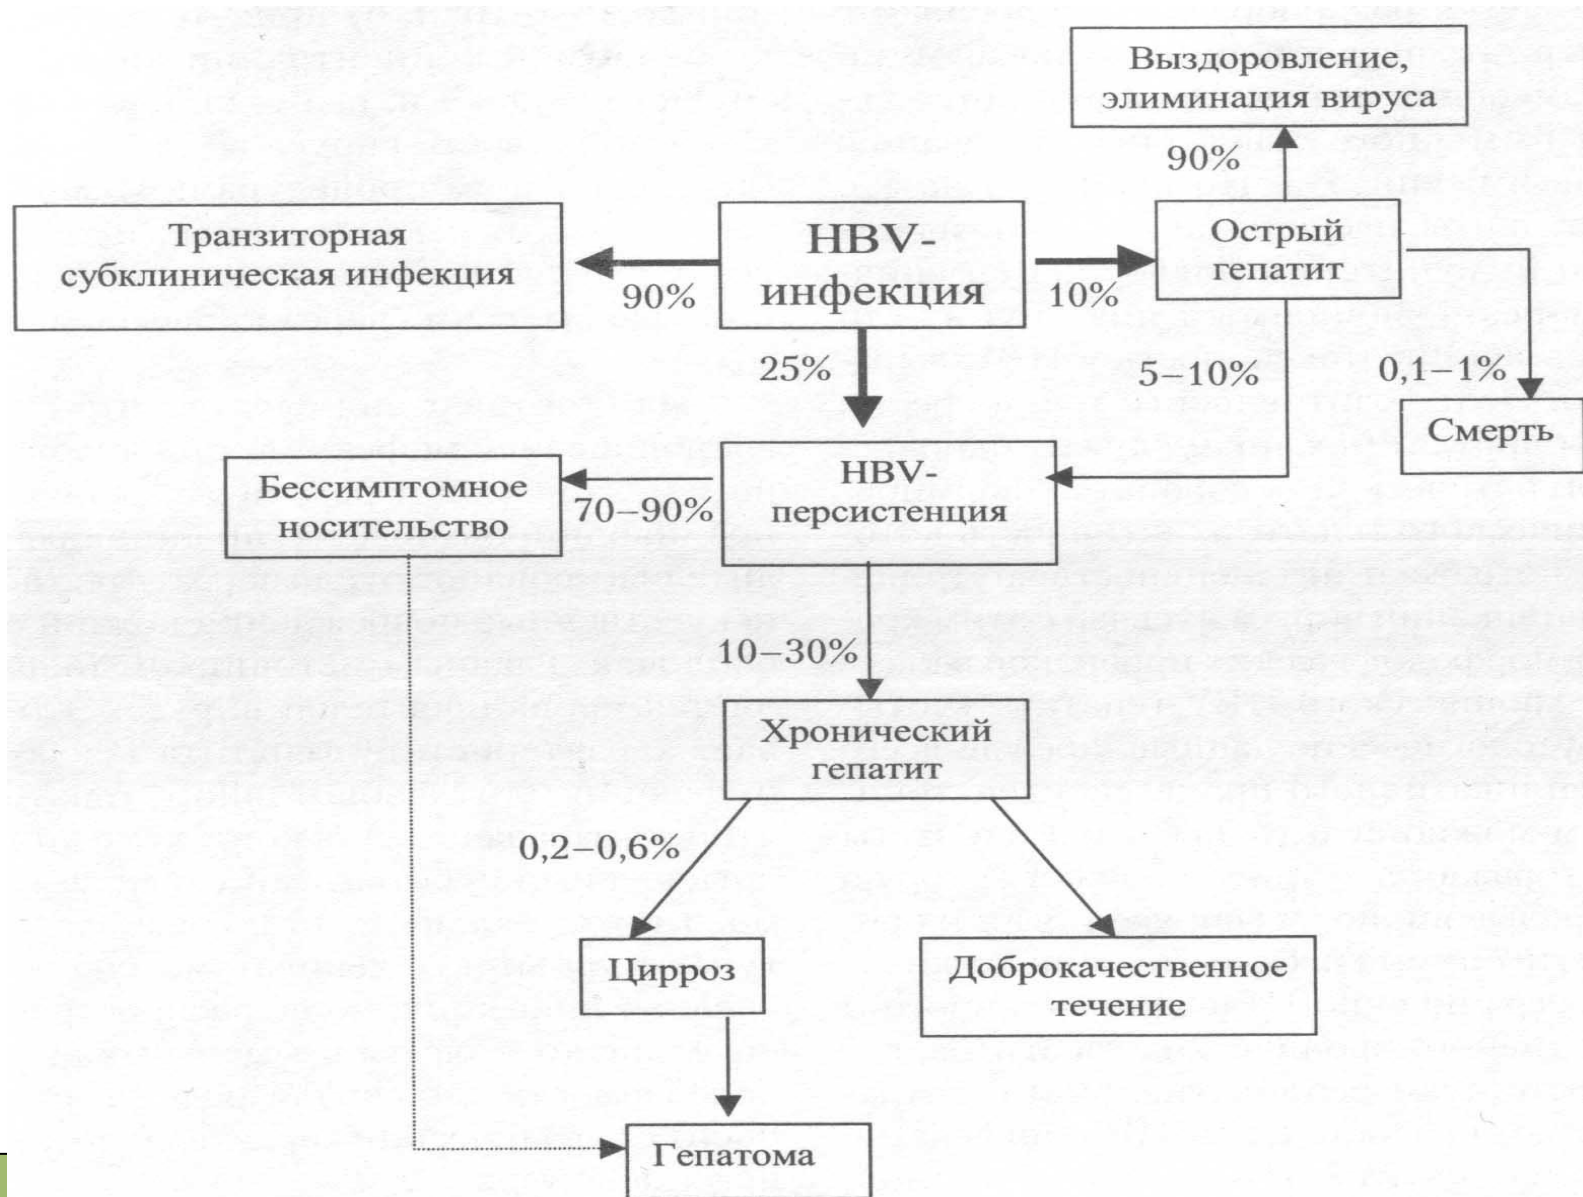 Выздоровление,
элиминация вируса
90%
Транзиторная
субклиническая инфекция
90%
HBV-
инфекция
10%
Острый
гепатит
25%
5–10%
0,1–1%
Смерть
Бессимптомное
носительство
70–90%
HBV-
персистенция
10–30%
Хронический
гепатит
0,2–0,6%
Цирроз
Доброкачественное
течение
Гепатома